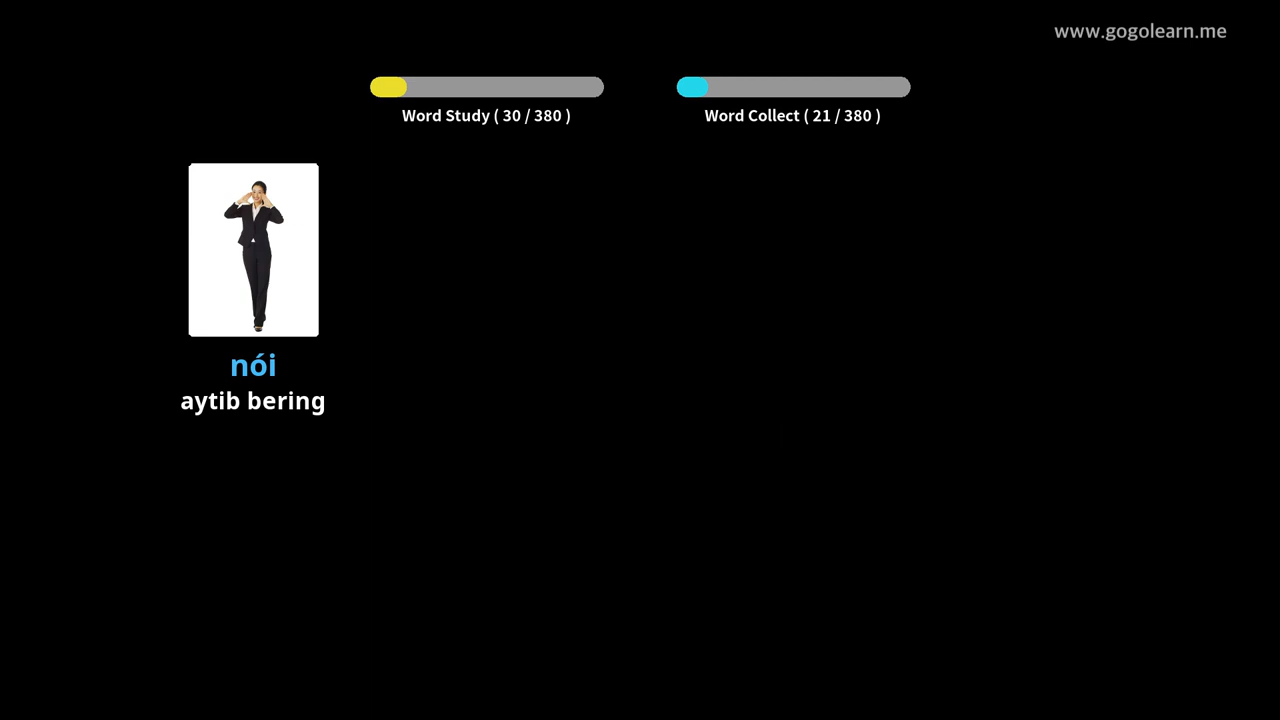 www.gogolearn.me
Word Study ( 30 / 380 )
Word Collect ( 21 / 380 )
nói
aytib bering